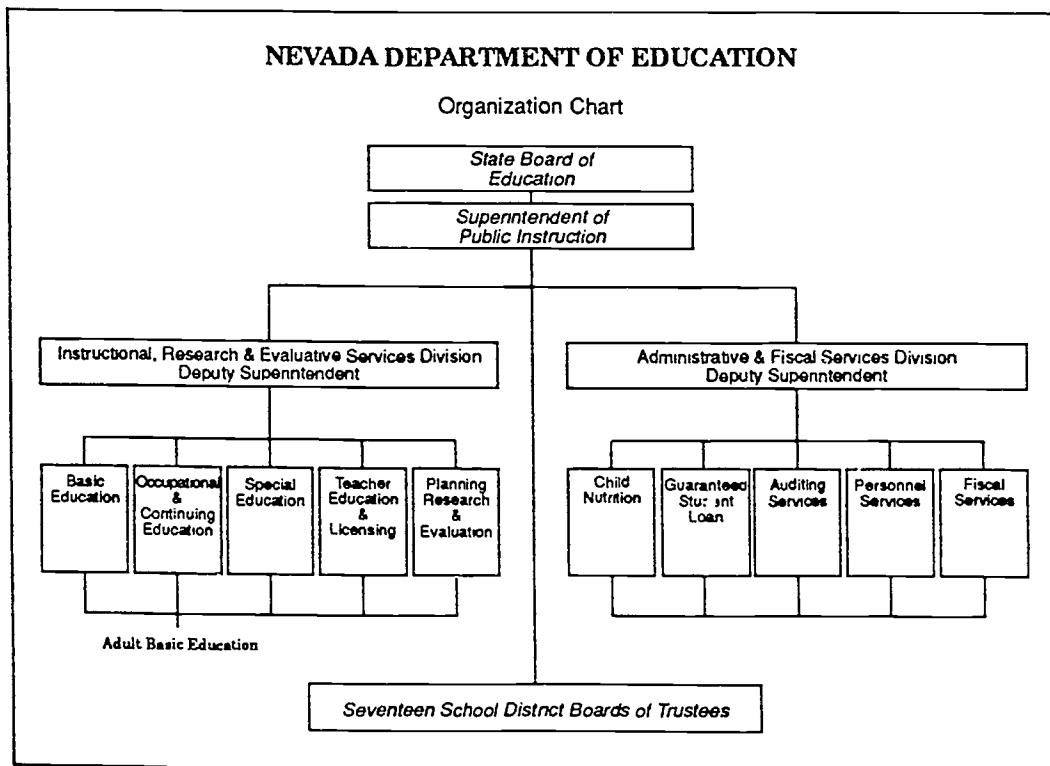 NEVADA DEPARTMENT OF EDUCATION
Organization Chart
State Board of
Education
Superintendent of
Public Instruction
Instructional, Research & Evaluative Services Division
Deputy Superintendent
Administrative & Fiscal Services Division
Deputy Superintendent
Basic
Education
Occupational
&
Continuing
Education
Special
Education
Teacher
Education
&
Licensing
Planning
Research
&
Evaluation
Child
Nutrition
Guaranteed
Student
Loan
Auditing
Services
Personnel
Services
Fiscal
Services
Adult Basic Education
Seventeen School District Boards of Trustees